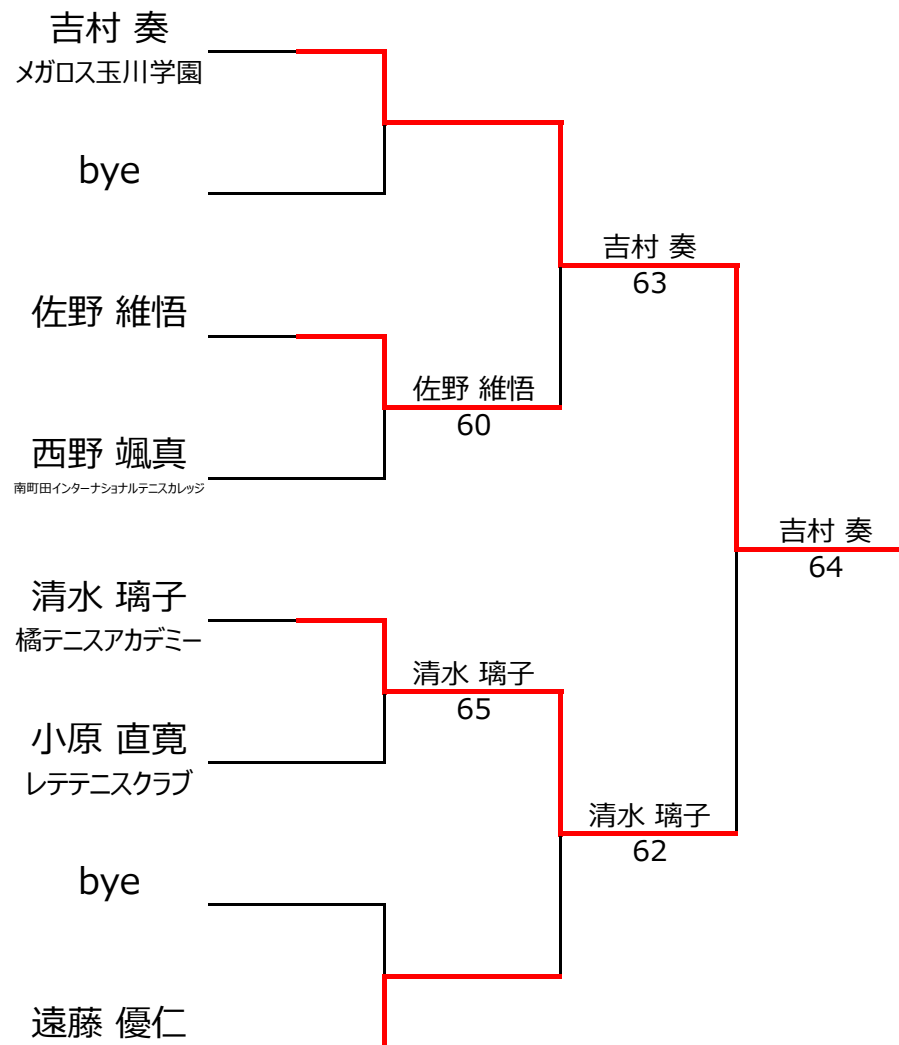 吉村 奏
メガロス玉川学園
bye
吉村 奏
63
佐野 維悟
佐野 維悟
60
西野 颯真
南町田インターナショナルテニスカレッジ
吉村 奏
64
清水 璃子
橘テニスアカデミー
清水 璃子
65
小原 直寛
レテテニスクラブ
清水 璃子
62
bye
遠藤 優仁